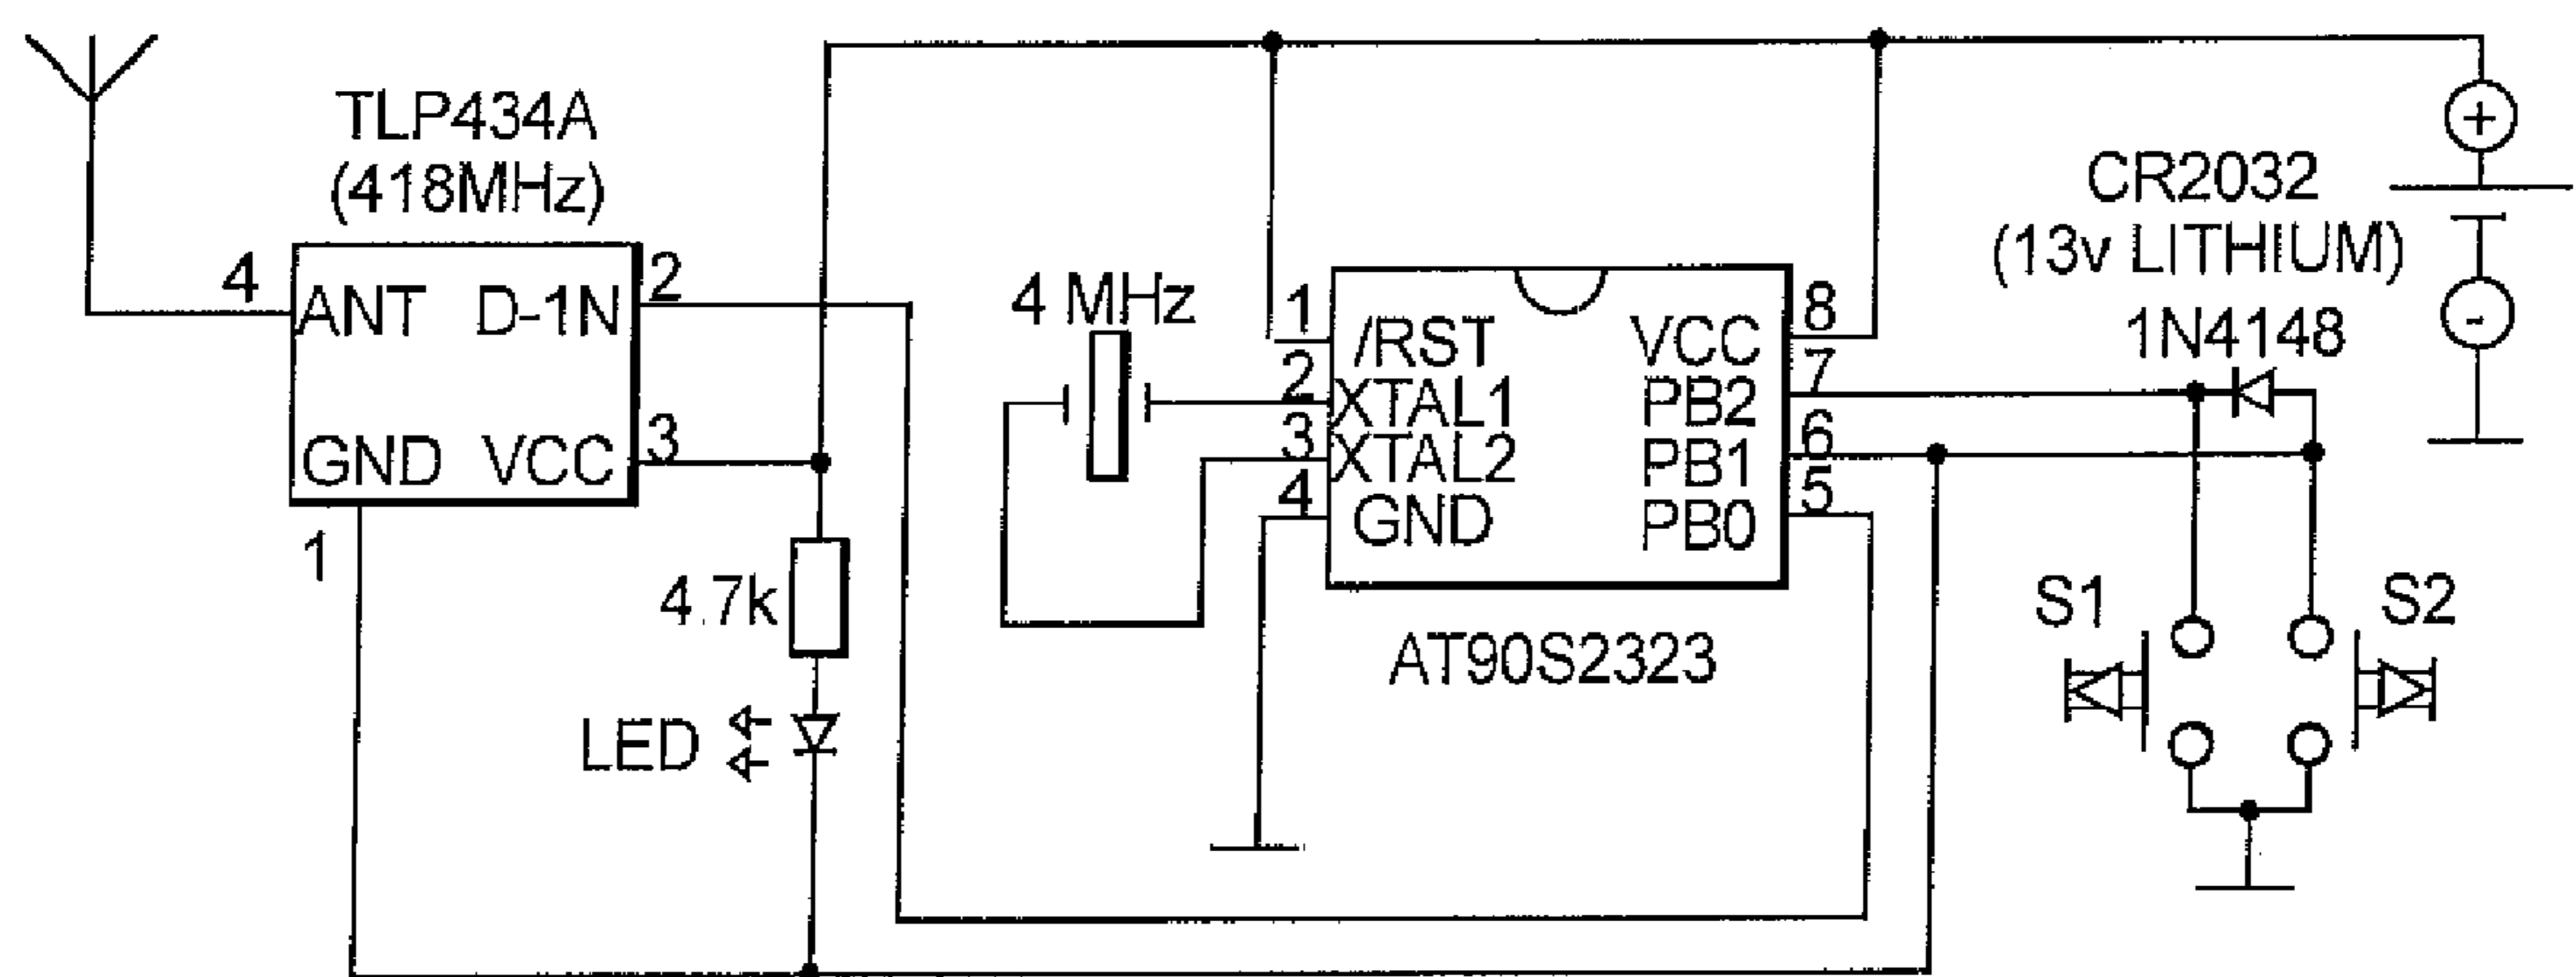 TLP434A
(418MHz)
4
ANT D-1N
2
GND VCC
3
1
4.7k
LED
4 MHz
1
/RST
2
XTAL1
3
XTAL2
4
GND
VCC
8
PB2
7
PB1
6
PB0
5
AT90S2323
+
CR2032
(13v LITHIUM)
-
1N4148
S1
S2